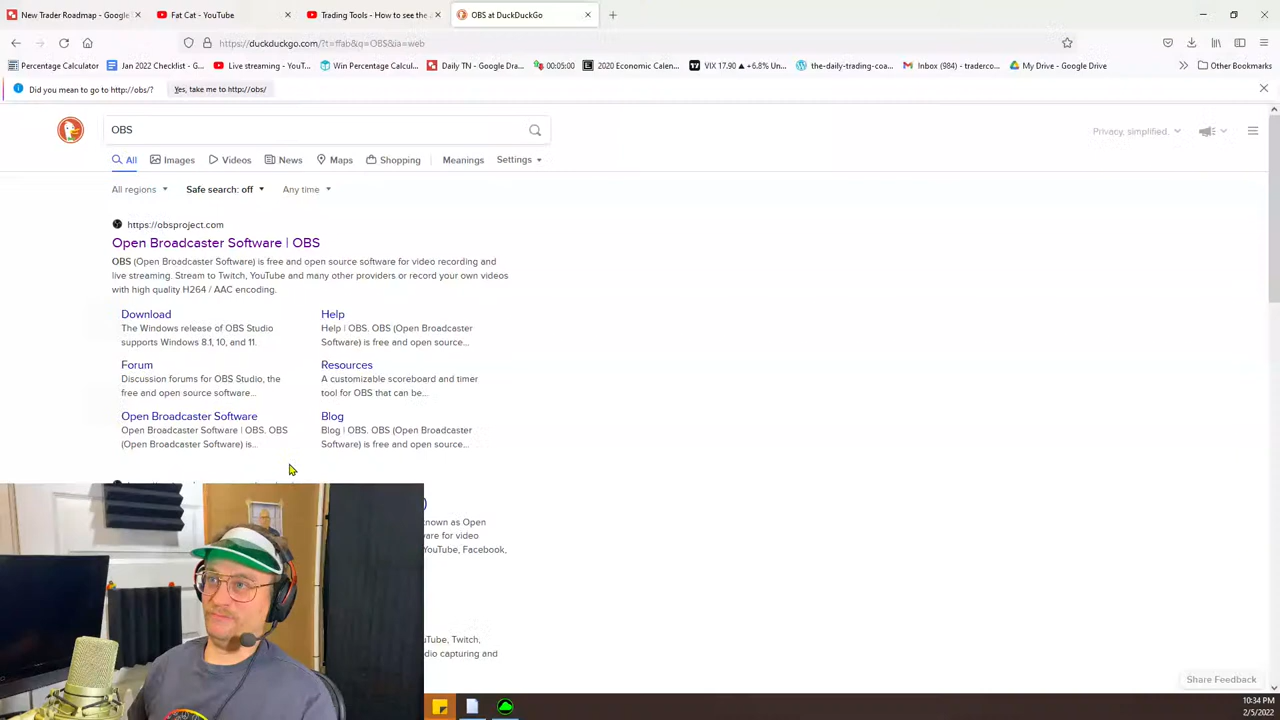 New Trader Roadmap - Googl
Fat Cat - YouTube
Trading Tools - How to see the
OBS at DuckDuckGo
https://duckduckgo.com/?t=ffab&q=OBS&ia=web
Percentage Calculator
Jan 2022 Checklist - G...
Live streaming - YouT...
Win Percentage Calcul...
Daily TN - Google Dra...
00:05:00
2020 Economic Calen...
VIX 17.90 ▲ +6.8% Un...
the-daily-trading-coa...
Inbox (984) - traderco...
My Drive - Google Drive
Other Bookmarks
Did you mean to go to http://obs/?
Yes, take me to http://obs/
OBS
Privacy, simplified.
All
Images
Videos
News
Maps
Shopping
Meanings
Settings
All regions
Safe search: off
Any time
https://obsproject.com
Open Broadcaster Software | OBS
OBS (Open Broadcaster Software) is free and open source software for video recording and
live streaming. Stream to Twitch, YouTube and many other providers or record your own videos
with high quality H264 / AAC encoding.
Download
The Windows release of OBS Studio
supports Windows 8.1, 10, and 11.
Help
Help | OBS. OBS (Open Broadcaster
Software) is free and open source...
Forum
Discussion forums for OBS Studio, the
free and open source software...
Resources
A customizable scoreboard and timer
tool for OBS that can be...
Open Broadcaster Software
Open Broadcaster Software | OBS. OBS
(Open Broadcaster Software) is...
Blog
Blog | OBS. OBS (Open Broadcaster
Software) is free and open source...
)
known as Open
ware for video
YouTube, Facebook,
uTube, Twitch,
dio capturing and
Share Feedback
10:34 PM
2/5/2022